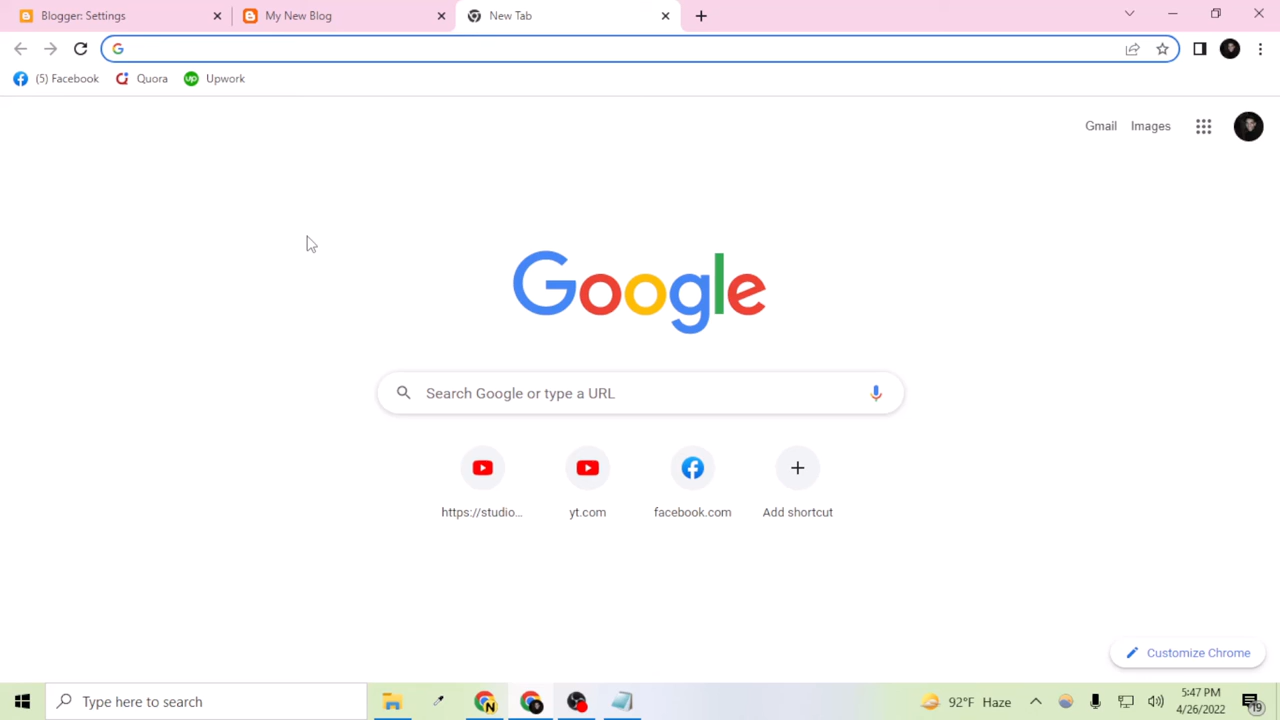 Blogger: Settings
My New Blog
New Tab
(5) Facebook
Quora
up
Upwork
Gmail
Images
Google
Search Google or type a URL
https://studio...
yt.com
facebook.com
Add shortcut
Customize Chrome
Type here to search
N
92°F Haze
5:47 PM
4/26/2022
19